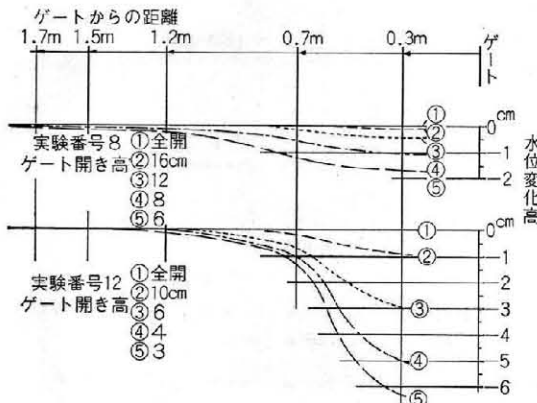 ゲートからの距離
1.7m 1.5m 1.2m 0.7m 0.3m ゲート
実験番号8
ゲート開き高
①全開
②16cm
③12
④8
⑤6
①
②
③
④
⑤
0cm
1
2
水位変化高
実験番号12
ゲート開き高
①全開
②10cm
③6
④4
⑤3
①
②
③
④
⑤
0cm
1
2
3
4
5
6